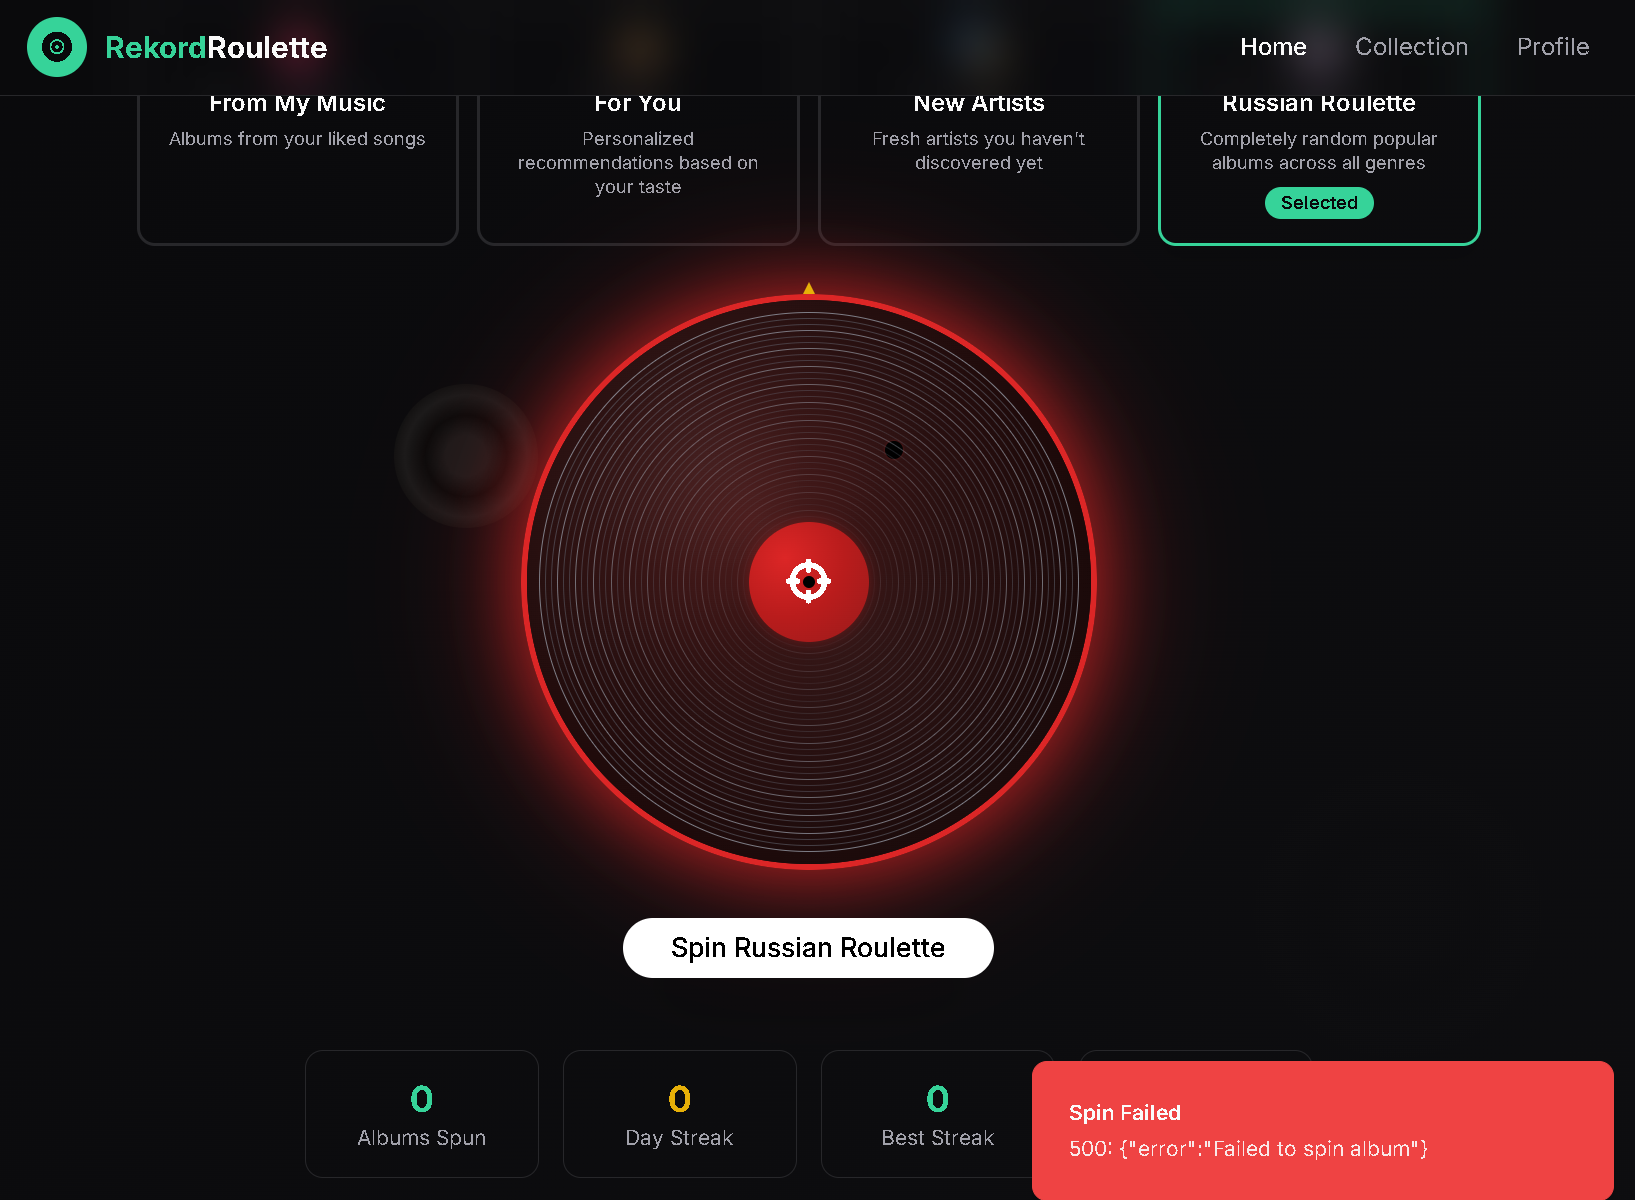 RekordRoulette
Home
Collection
Profile
From My Music
Albums from your liked songs
For You
Personalized
recommendations based on
your taste
New Artists
Fresh artists you haven't
discovered yet
Russian Roulette
Completely random popular
albums across all genres
Selected
Spin Russian Roulette
0
Albums Spun
0
Day Streak
0
Best Streak
Spin Failed
500: {"error":"Failed to spin album"}